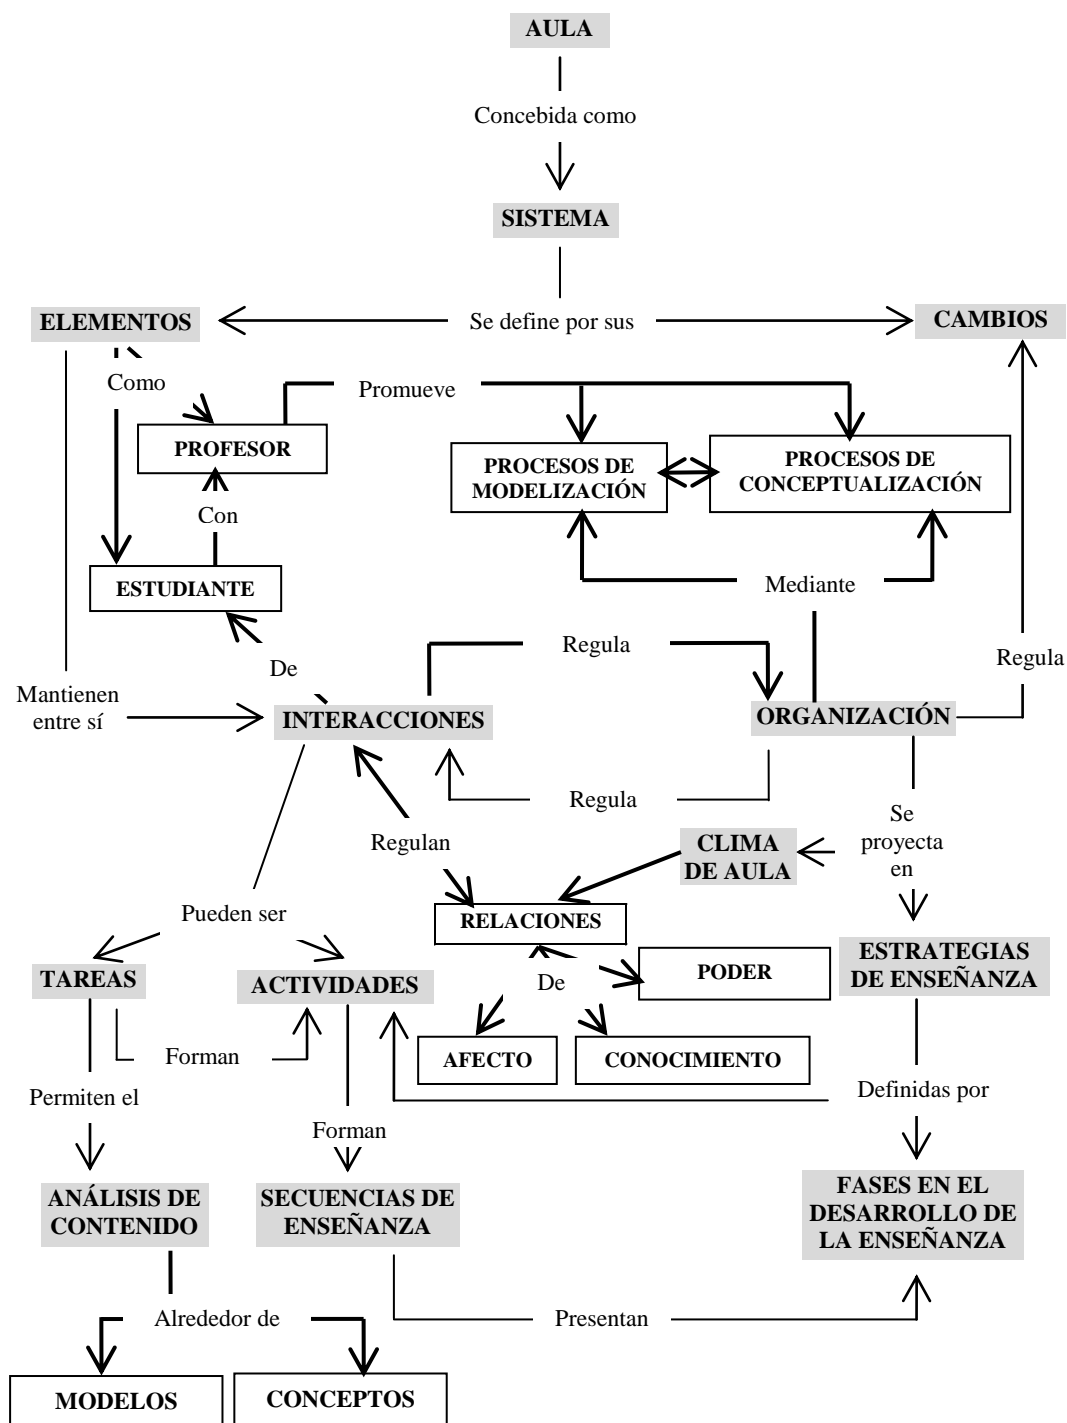 AULA
Concebida como
SISTEMA
ELEMENTOS
Se define por sus
CAMBIOS
Como
Promueve
PROFESOR
PROCESOS DE
MODELIZACIÓN
PROCESOS DE
CONCEPTUALIZACIÓN
Con
ESTUDIANTE
Mediante
De
Regula
Regula
Mantienen
entre sí
INTERACCIONES
ORGANIZACIÓN
Regula
Se
proyecta
en
Regulan
CLIMA
DE AULA
Pueden ser
RELACIONES
TAREAS
ACTIVIDADES
De
PODER
ESTRATEGIAS
DE ENSEÑANZA
Forman
AFECTO
CONOCIMIENTO
Permiten el
Definidas por
Forman
ANÁLISIS DE
CONTENIDO
SECUENCIAS DE
ENSEÑANZA
FASES EN EL
DESARROLLO DE
LA ENSEÑANZA
Alrededor de
Presentan
MODELOS
CONCEPTOS